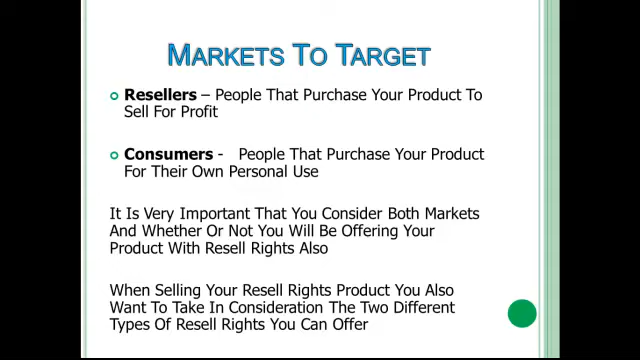 MARKETS TO TARGET
Resellers – People That Purchase Your Product To
Sell For Profit
Consumers - People That Purchase Your Product
For Their Own Personal Use
It Is Very Important That You Consider Both Markets
And Whether Or Not You Will Be Offering Your
Product With Resell Rights Also
When Selling Your Resell Rights Product You Also
Want To Take In Consideration The Two Different
Types Of Resell Rights You Can Offer